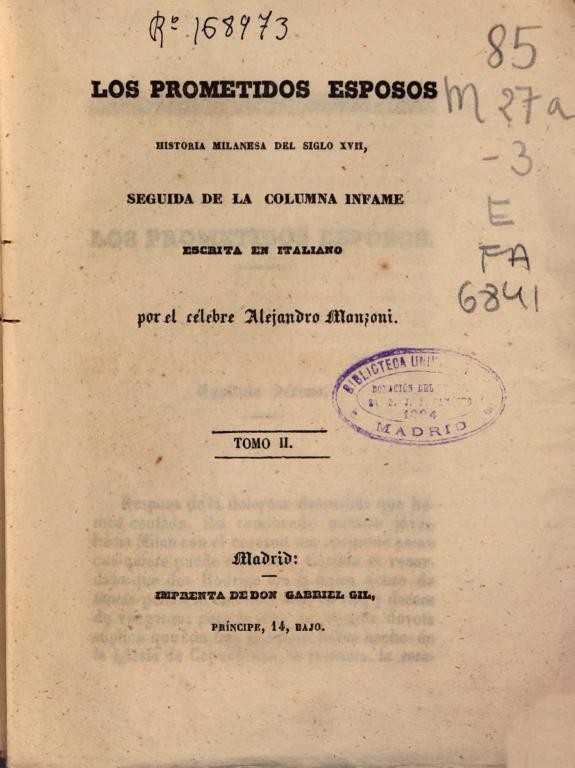 Rº 168973
85
M 27a
-3
E
FA
6841
LOS PROMETIDOS ESPOSOS
HISTORIA MILANESA DEL SIGLO XVII,
SEGUIDA DE LA COLUMNA INFAME
ESCRITA EN ITALIANO
por el célebre Alejandro Manzoni.
BIBLIOTECA
DONACIÓN DEL
MADRID
TOMO II.
Madrid:
IMPRENTA DE DON GABRIEL GIL,
PRÍNCIPE, 14, BAJO.